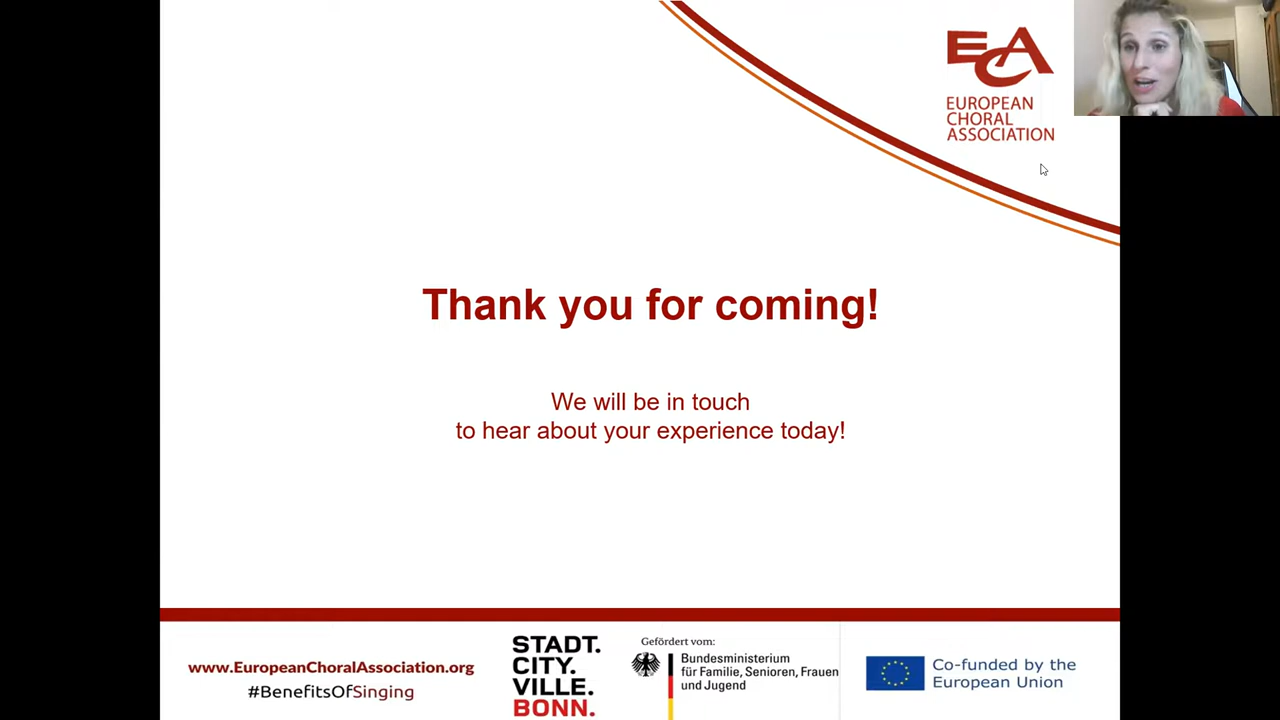 ECA
EUROPEAN
CHORAL
ASSOCIATION
Thank you for coming!
We will be in touch
to hear about your experience today!
www.EuropeanChoralAssociation.org
#BenefitsOfSinging
STADT.
CITY.
VILLE.
BONN.
Gefördert vom:
Bundesministerium
für Familie, Senioren, Frauen
und Jugend
Co-funded by the
European Union